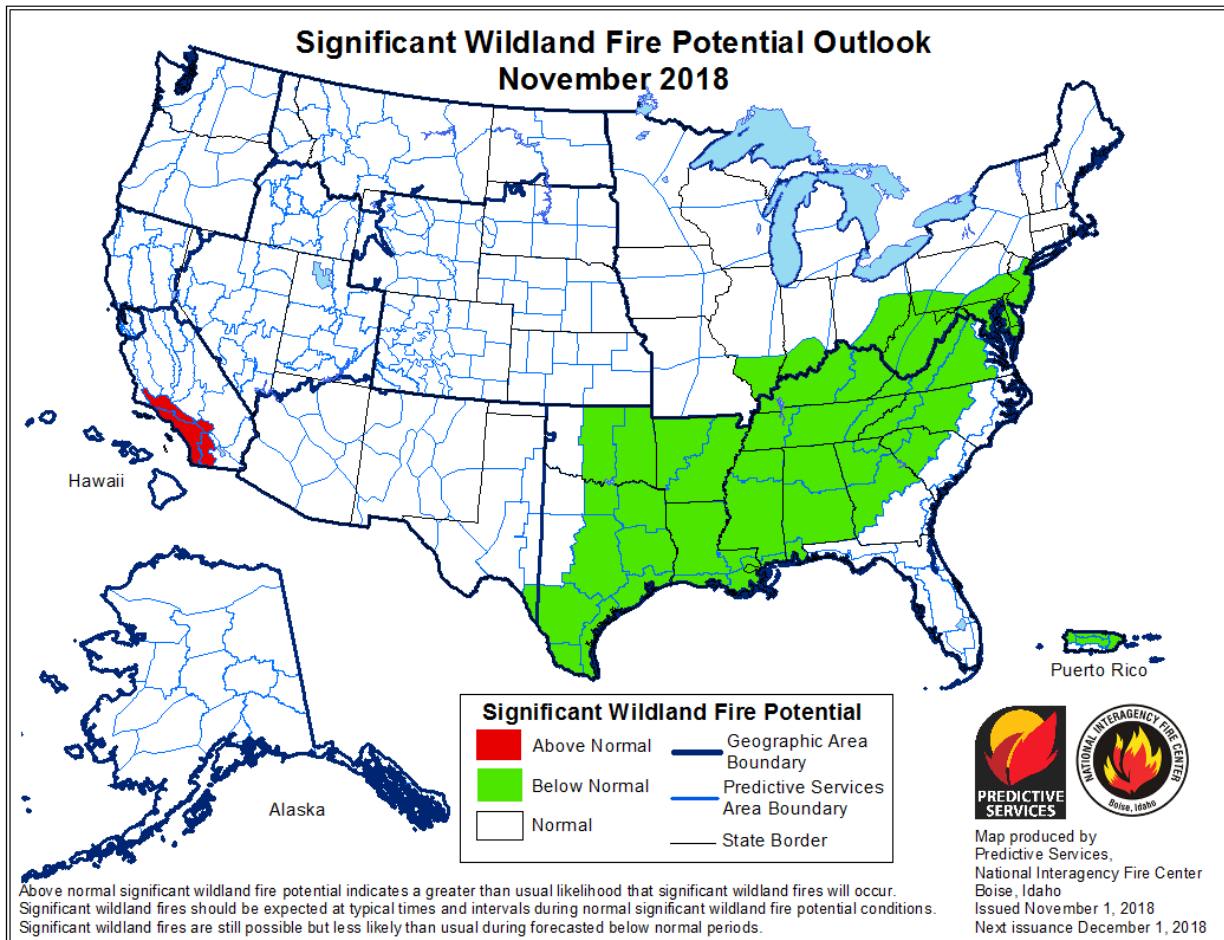 Significant Wildland Fire Potential Outlook
November 2018
Hawaii
Alaska
Puerto Rico
Significant Wildland Fire Potential
Above Normal
Below Normal
Normal
Geographic Area
Boundary
Predictive Services
Area Boundary
State Border
PREDICTIVE
SERVICES
NATIONAL INTERAGENCY FIRE CENTER
Boise, Idaho
Map produced by
Predictive Services,
National Interagency Fire Center
Boise, Idaho
Issued November 1, 2018
Next issuance December 1, 2018
Above normal significant wildland fire potential indicates a greater than usual likelihood that significant wildland fires will occur.
Significant wildland fires should be expected at typical times and intervals during normal significant wildland fire potential conditions.
Significant wildland fires are still possible but less likely than usual during forecasted below normal periods.